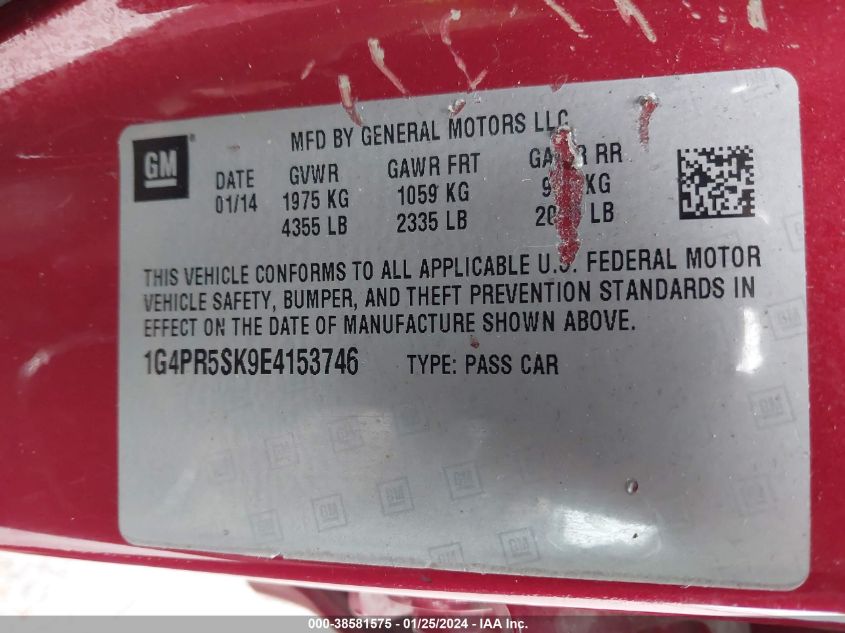 GM ®
MFD BY GENERAL MOTORS LLC
DATE GVWR GAWR FRT GAWR RR
01/14 1975 KG 1059 KG KG
4355 LB 2335 LB LB
THIS VEHICLE CONFORMS TO ALL APPLICABLE U.S. FEDERAL MOTOR
VEHICLE SAFETY, BUMPER, AND THEFT PREVENTION STANDARDS IN
EFFECT ON THE DATE OF MANUFACTURE SHOWN ABOVE.
1G4PR5SK9E4153746 TYPE: PASS CAR
000-38581575 - 01/25/2024 - IAA Inc.